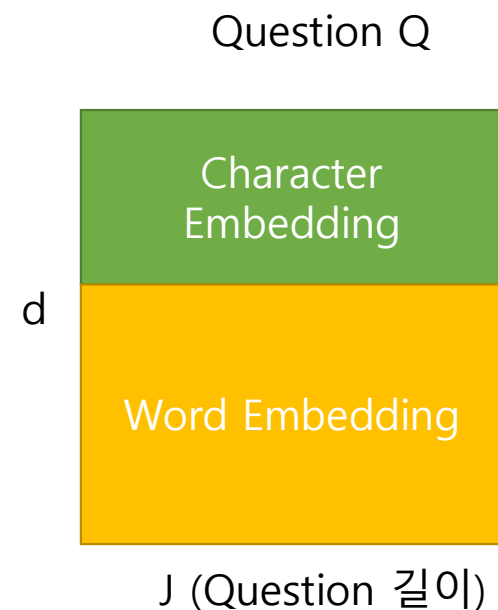 Question Q
Character
Embedding
d
Word Embedding
J (Question 길이)